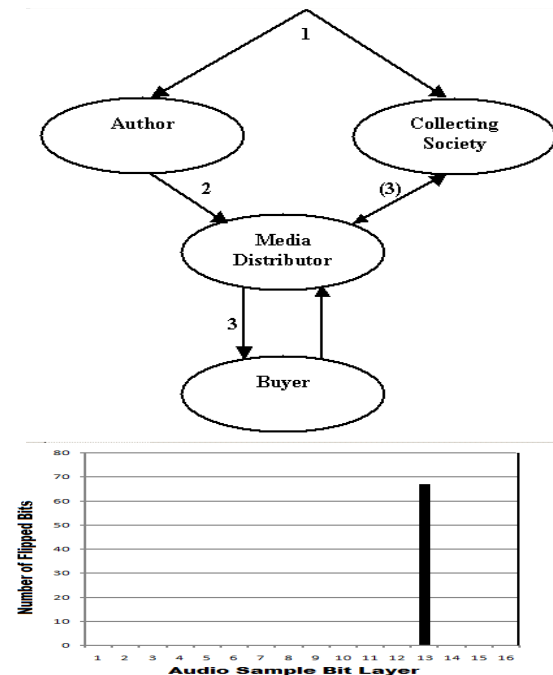 1
Author
Collecting
Society
2
(3)
Media
Distributor
3
Buyer
80
70
60
50
40
30
20
10
0
Number of Flipped Bits
1 2 3 4 5 6 7 8 9 10 11 12 13 14 15 16
Audio Sample Bit Layer